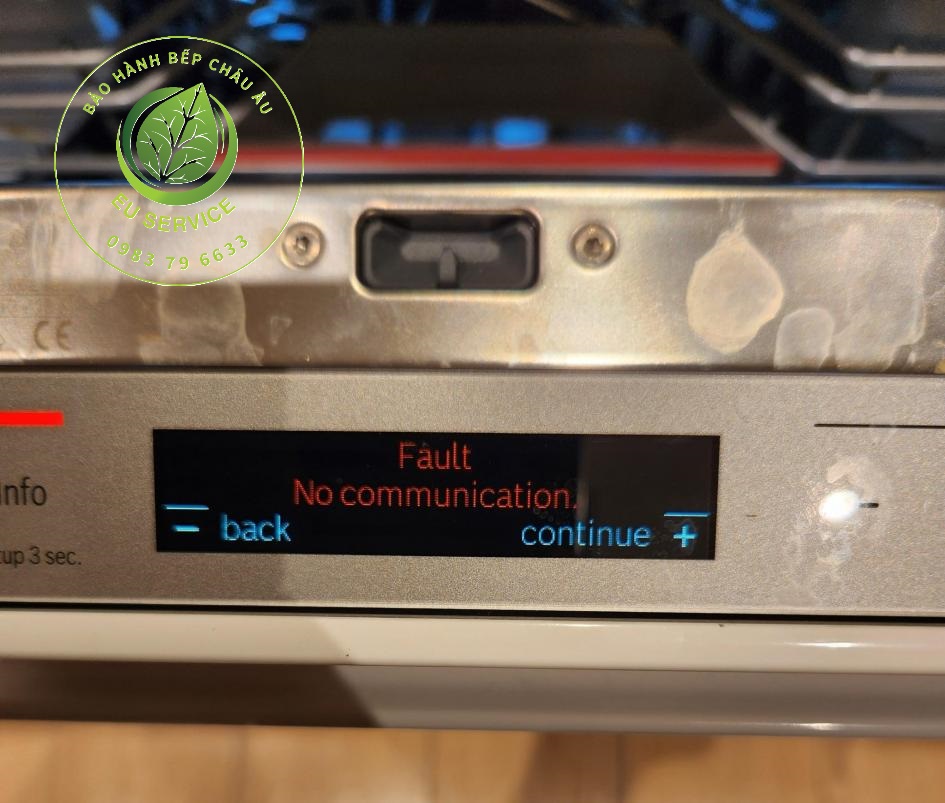 BẢO HÀNH BẾP CHÂU ÂU
EU SERVICE
0983 79 6633
CE
Info
Fault
No communication.
back
continue
+
tup 3 sec.